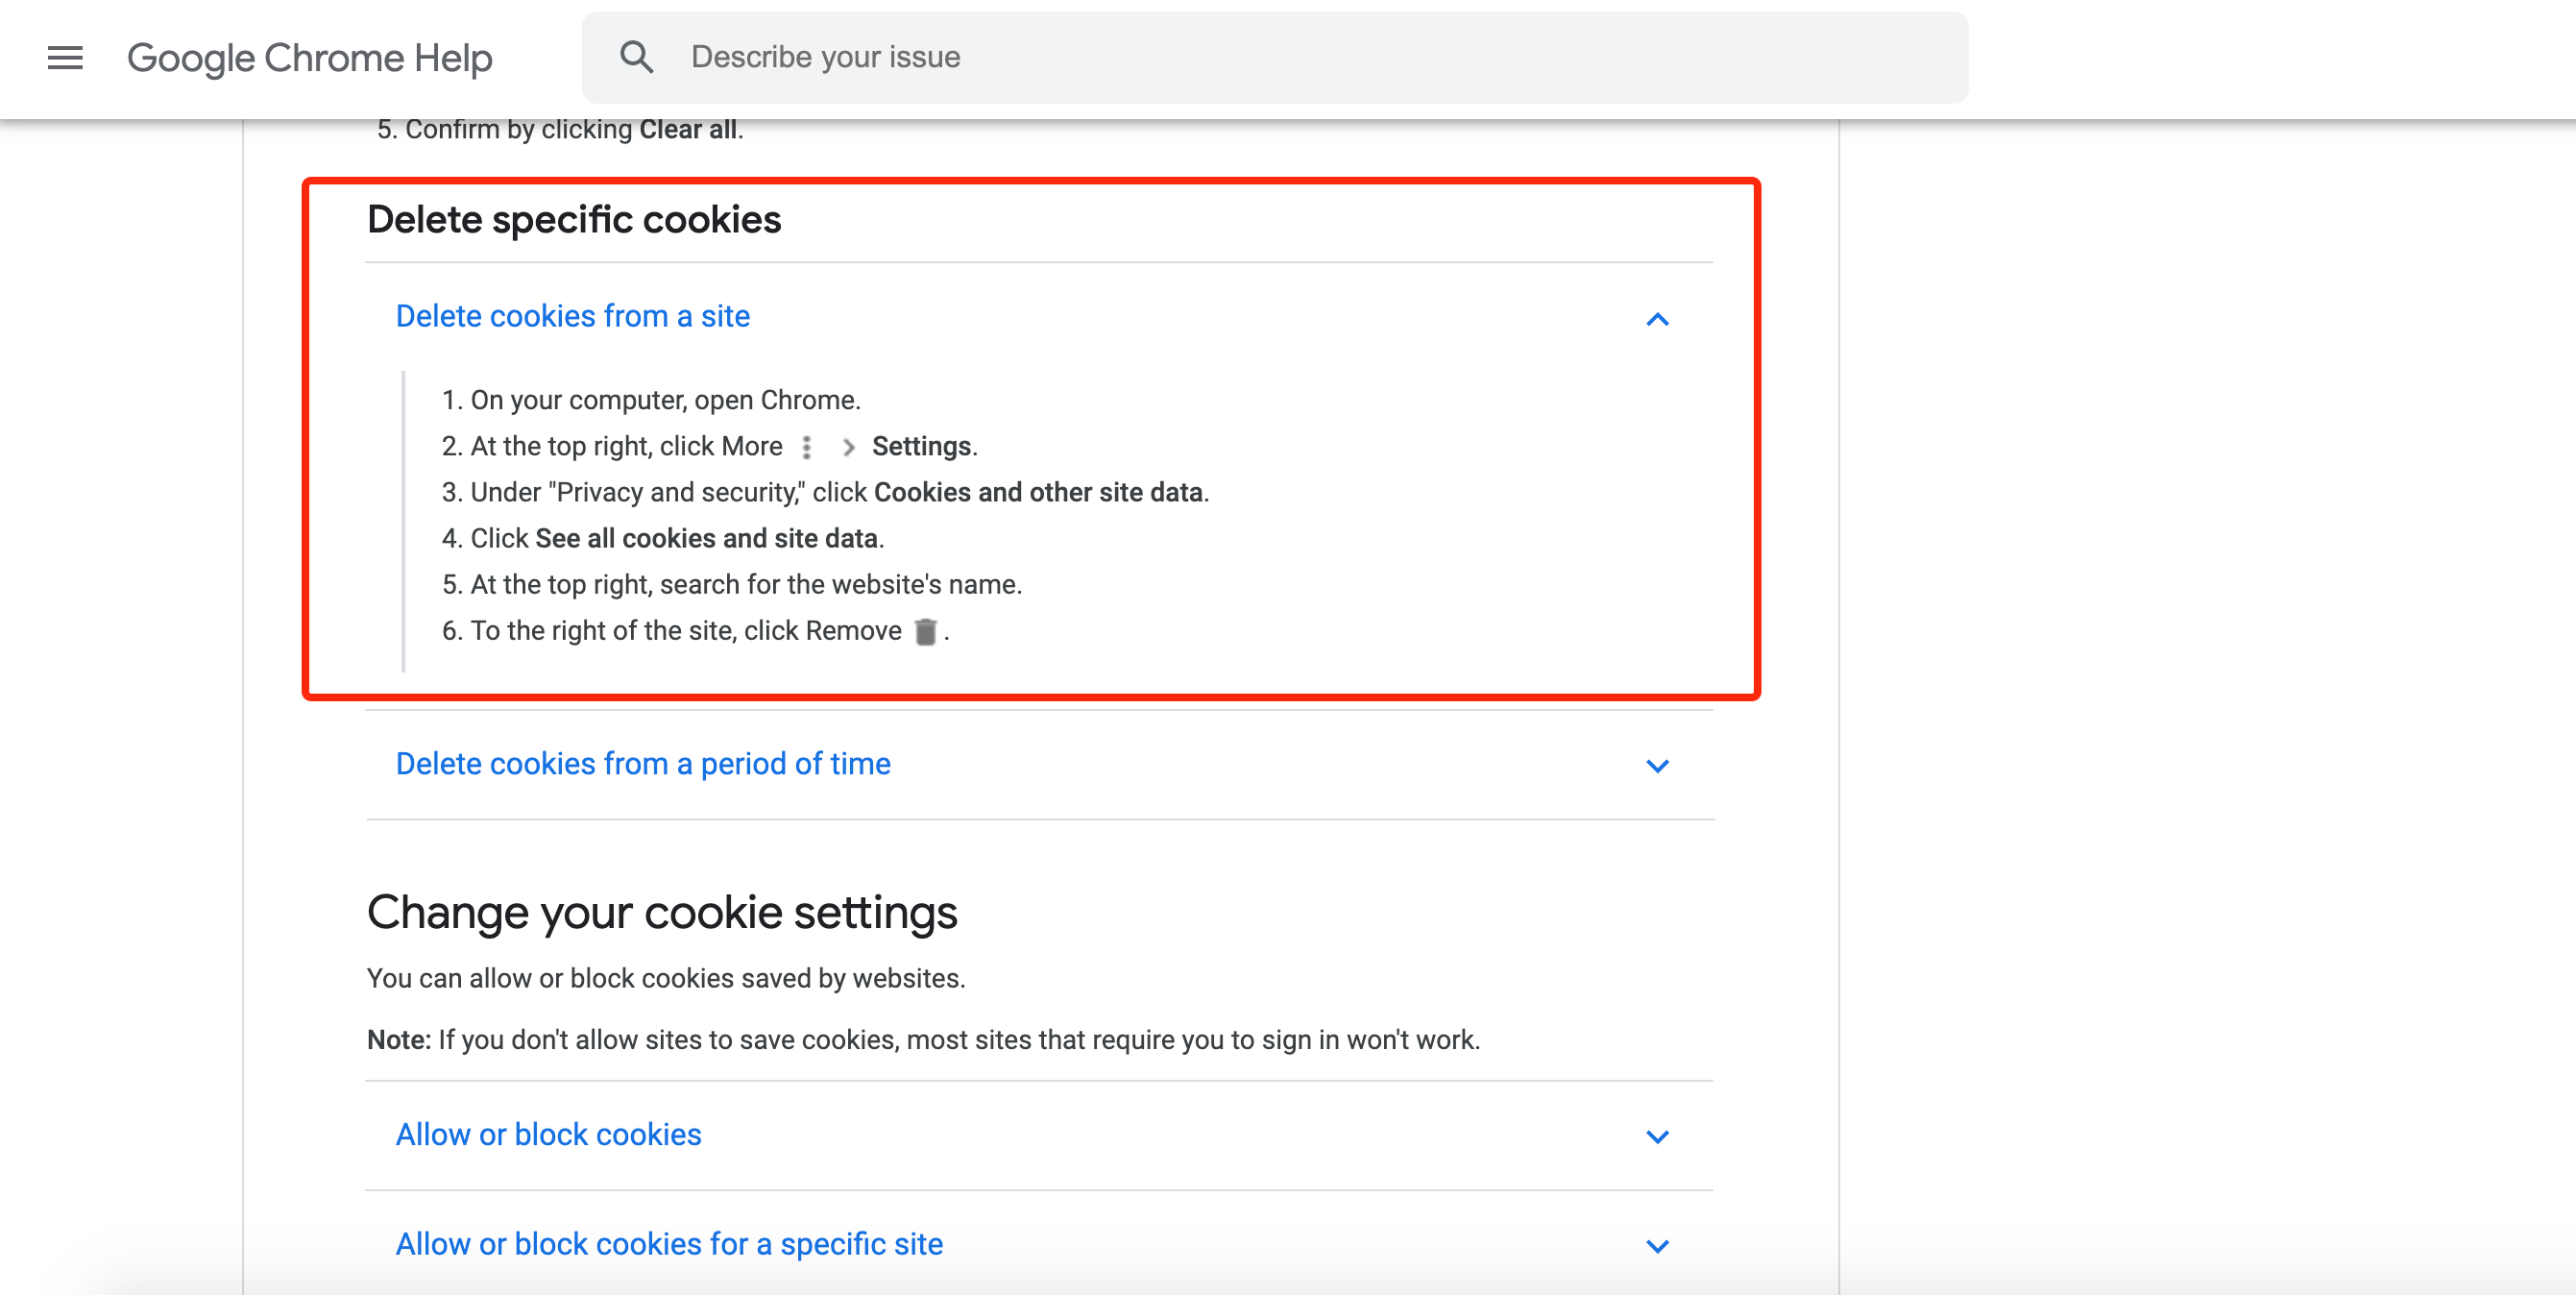 Google Chrome Help
Describe your issue
5. Confirm by clicking Clear all.
Delete specific cookies
Delete cookies from a site
1. On your computer, open Chrome.
2. At the top right, click More > Settings.
3. Under "Privacy and security," click Cookies and other site data.
4. Click See all cookies and site data.
5. At the top right, search for the website's name.
6. To the right of the site, click Remove .
Delete cookies from a period of time
Change your cookie settings
You can allow or block cookies saved by websites.
Note: If you don't allow sites to save cookies, most sites that require you to sign in won't work.
Allow or block cookies
Allow or block cookies for a specific site